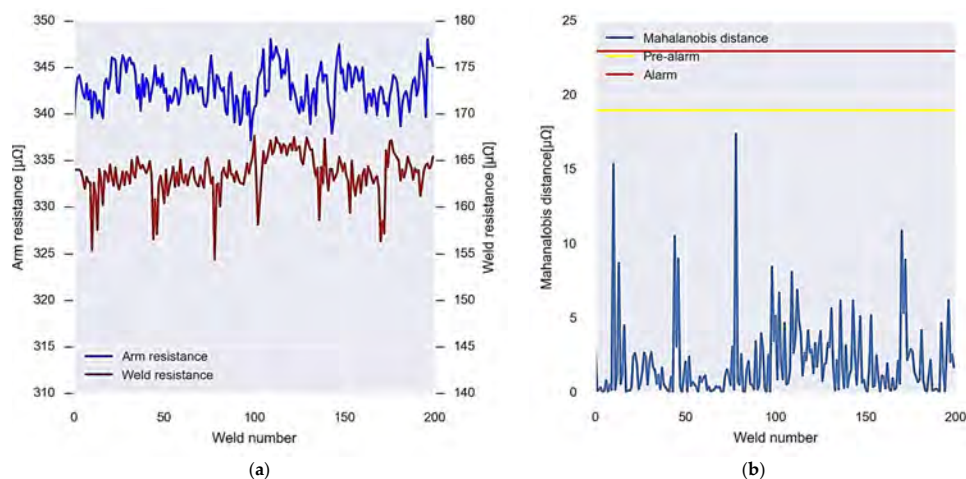 350
345
340
335
330
325
320
315
310
Arm resistance [μΩ]
180
175
170
165
160
155
150
145
140
Weld resistance [μΩ]
Arm resistance
Weld resistance
0
50
100
150
200
Weld number
(a)
25
20
15
10
5
0
Mahanalobis distance[μΩ]
Mahalanobis distance
Pre-alarm
Alarm
0
50
100
150
200
Weld number
(b)